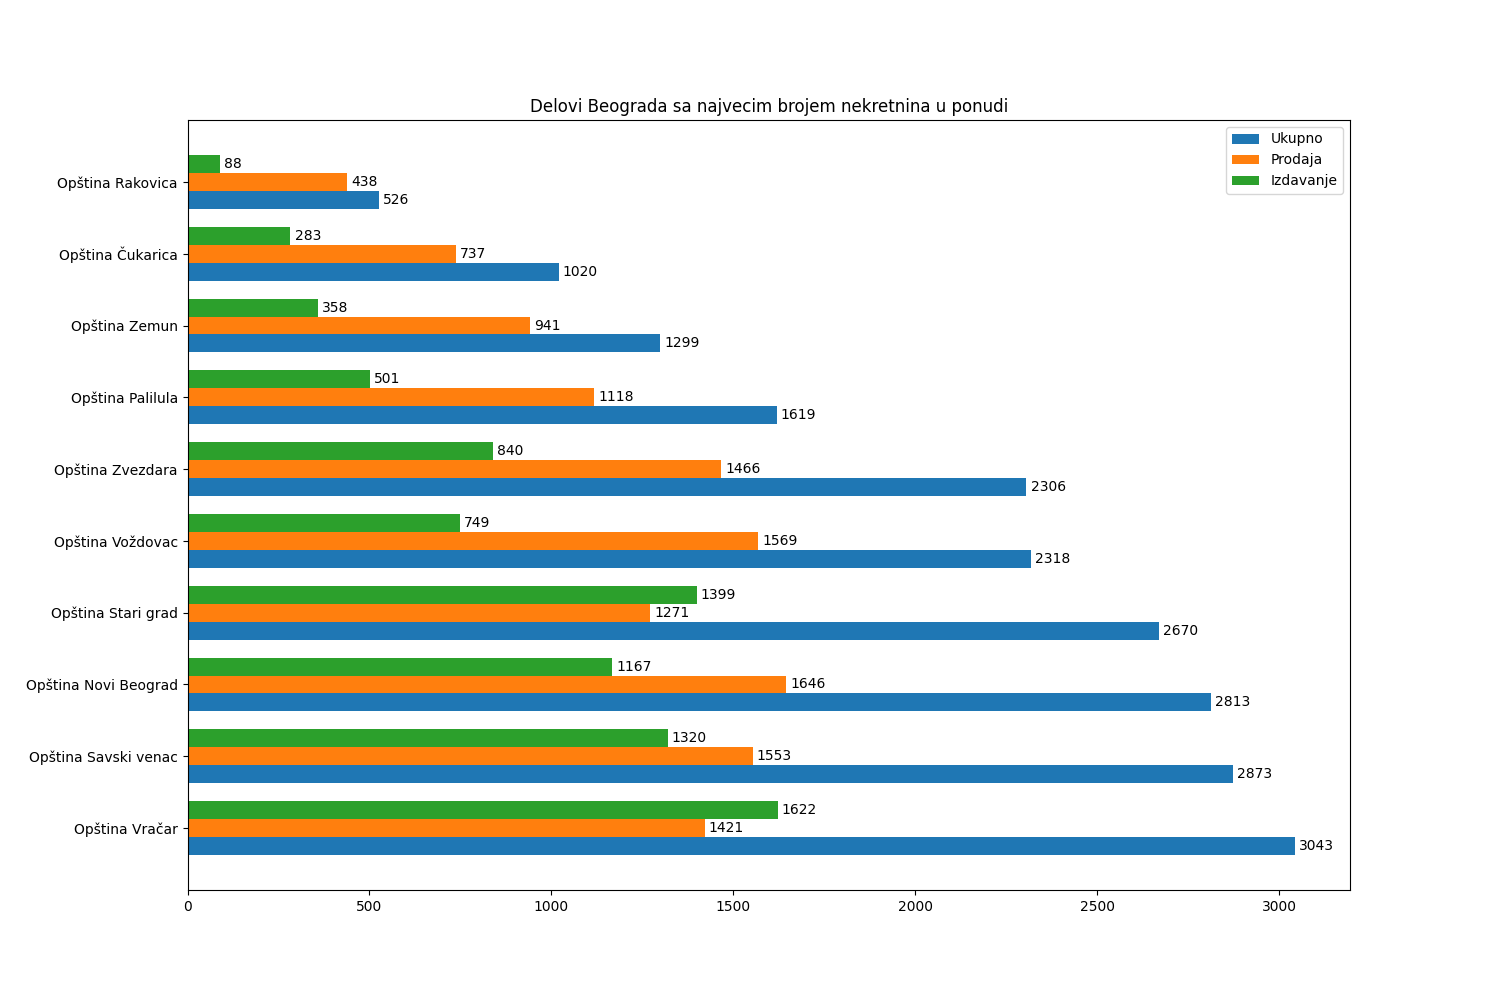 Delovi Beograda sa najvecim brojem nekretnina u ponudi
Ukupno
Prodaja
Izdavanje
Opština Rakovica
88
438
526
Opština Čukarica
283
737
1020
Opština Zemun
358
941
1299
Opština Palilula
501
1118
1619
Opština Zvezdara
840
1466
2306
Opština Voždovac
749
1569
2318
Opština Stari grad
1399
1271
2670
Opština Novi Beograd
1167
1646
2813
Opština Savski venac
1320
1553
2873
Opština Vračar
1622
1421
3043
0 500 1000 1500 2000 2500 3000